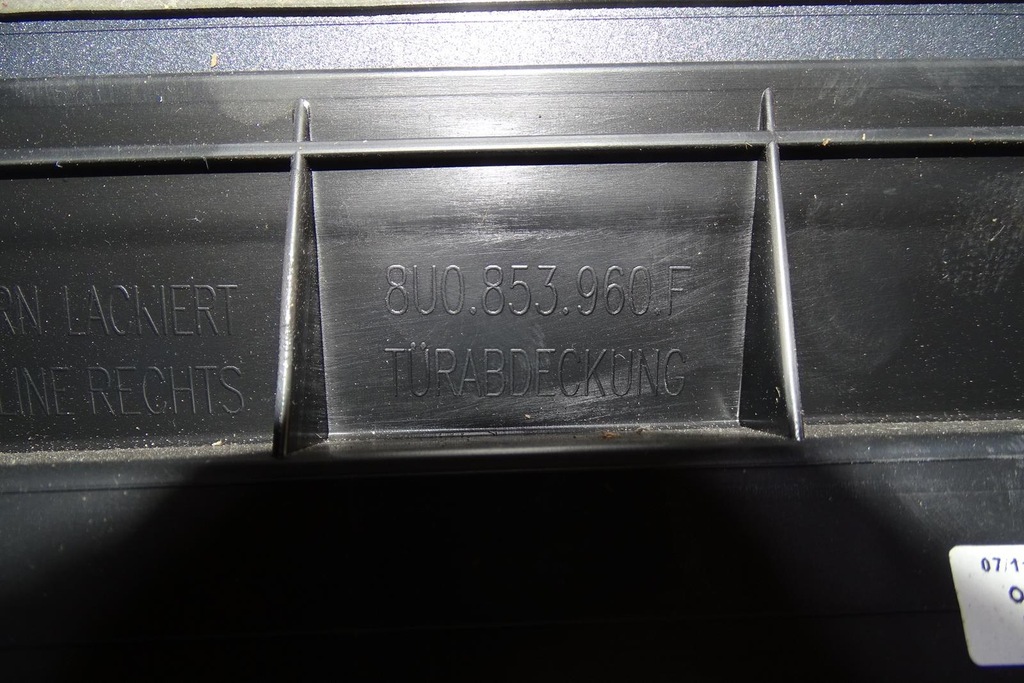 RN LACKIERT
LINE RECHTS
8U0.853.960.F
TÜRABDECKUNG
07/1